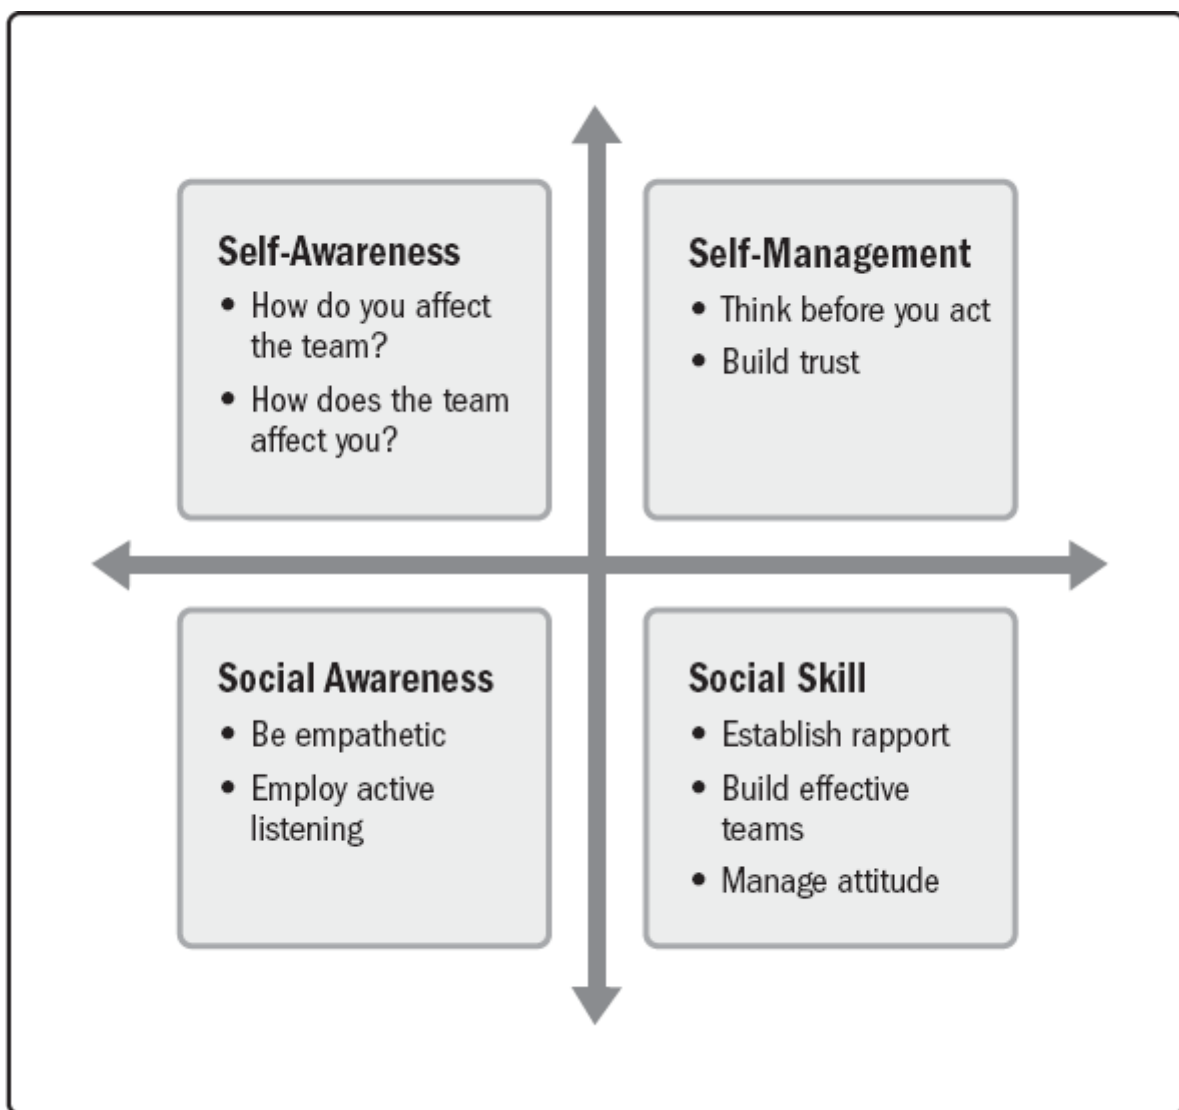 Self-Awareness
• How do you affect
the team?
• How does the team
affect you?
Self-Management
• Think before you act
• Build trust
Social Awareness
• Be empathetic
• Employ active
listening
Social Skill
• Establish rapport
• Build effective
teams
• Manage attitude